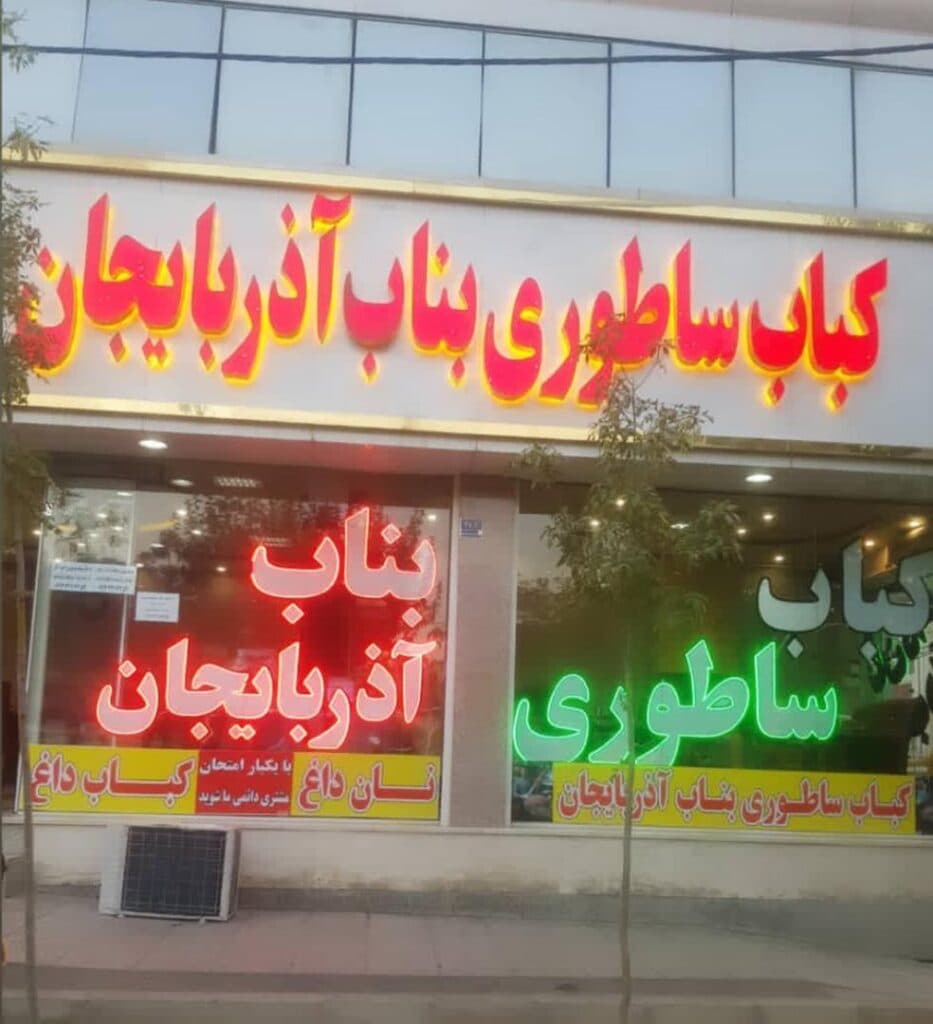 کباب ساطوری بناب آذربایجان
کباب
ساطوری
کباب ساطوری بناب آذربایجان
بناب
آذربایجان
نان داغ
با یکبار امتحان
مشتری دائمی ما شوید
کباب داغ